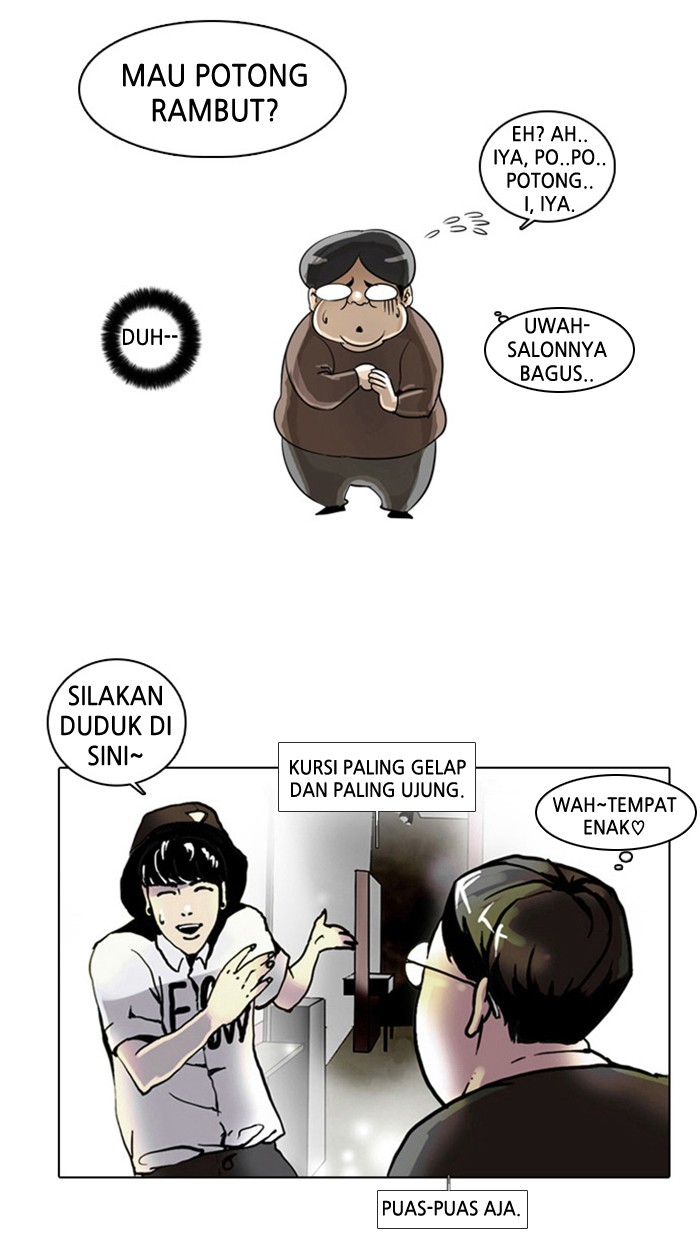 MAU POTONG
RAMBUT?
EH? AH..
IYA, PO..PO..
POTONG..
I, IYA.
DUH--
UWAH-
SALONNYA
BAGUS..
SILAKAN
DUDUK DI
SINI~
KURSI PALING GELAP
DAN PALING UJUNG.
WAH~TEMPAT
ENAK♡
PUAS-PUAS AJA.